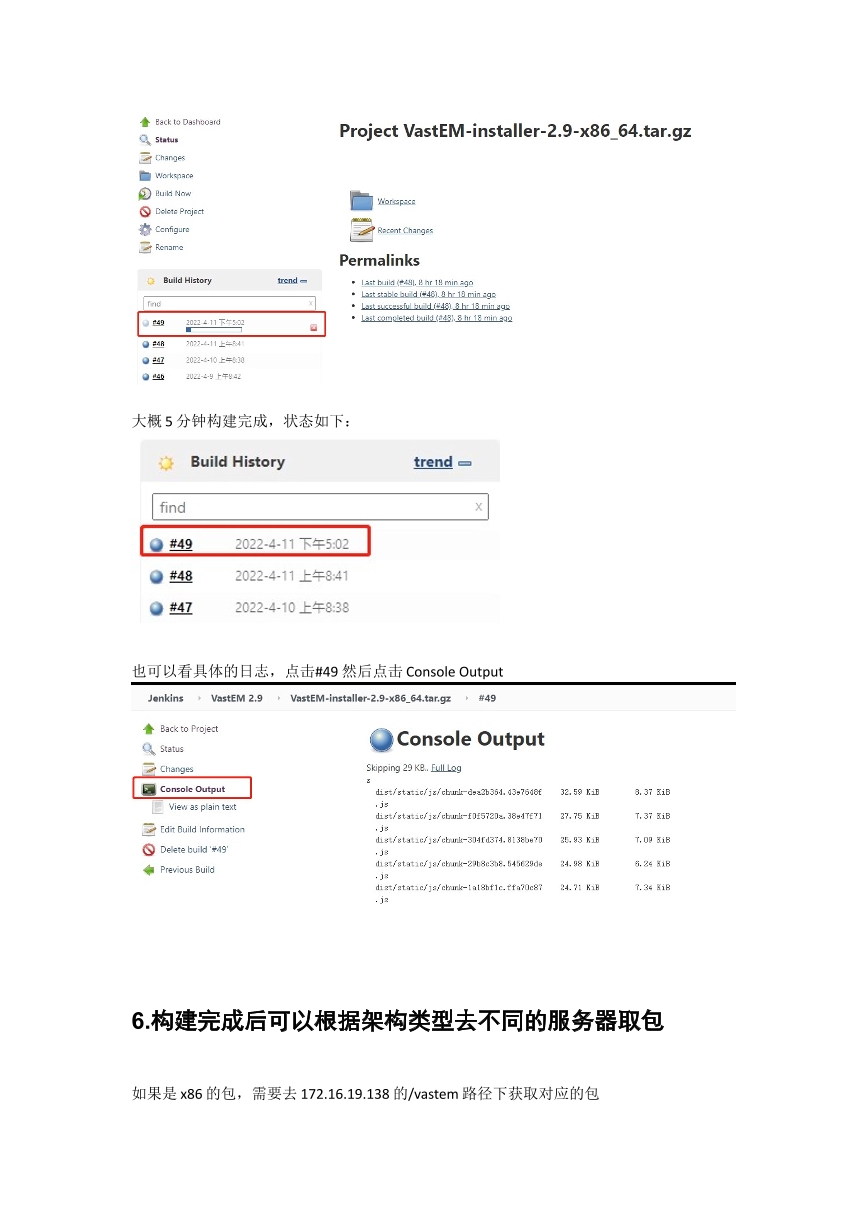 Back to Dashboard
Status
Changes
Workspace
Build Now
Delete Project
Configure
Rename
Build History trend
find x
#49 2022-4-11 下午5:02
#48 2022-4-11 上午8:41
#47 2022-4-10 上午8:38
#46 2022-4-9 上午8:42
Project VastEM-installer-2.9-x86_64.tar.gz
Workspace
Recent Changes
Permalinks
Last build (#48), 8 hr 18 min ago
Last stable build (#48), 8 hr 18 min ago
Last successful build (#48), 8 hr 18 min ago
Last completed build (#48), 8 hr 18 min ago
大概 5 分钟构建完成，状态如下：
Build History trend
find x
#49 2022-4-11 下午5:02
#48 2022-4-11 上午8:41
#47 2022-4-10 上午8:38
也可以看具体的日志，点击#49 然后点击 Console Output
Jenkins VastEM 2.9 VastEM-installer-2.9-x86_64.tar.gz #49
Back to Project
Status
Changes
Console Output
View as plain text
Edit Build Information
Delete build '#49'
Previous Build
Console Output
Skipping 29 KB.. Full Log
z
dist/static/js/chunk-dea2b364.43e7648f 32.59 KiB 8.37 KiB
.js
dist/static/js/chunk-f0f5720a.38e47f71 27.75 KiB 7.37 KiB
.js
dist/static/js/chunk-304fd374.8138be70 25.93 KiB 7.09 KiB
.js
dist/static/js/chunk-29b8c3b8.545629de 24.98 KiB 6.24 KiB
.js
dist/static/js/chunk-1a18bf1c.ffa70c87 24.71 KiB 7.34 KiB
.js
6.构建完成后可以根据架构类型去不同的服务器取包
如果是 x86 的包，需要去 172.16.19.138 的/vastem 路径下获取对应的包